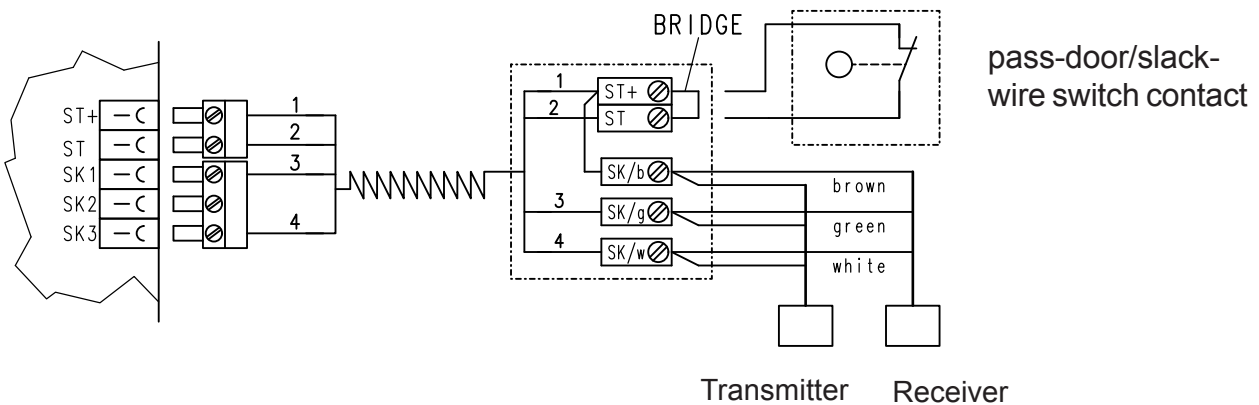 BRIDGE
pass-door/slack-
wire switch contact
ST+
ST
SK1
SK2
SK3
1
2
3
4
1
2
3
4
ST+
ST
SK/b
SK/g
SK/w
brown
green
white
Transmitter
Receiver